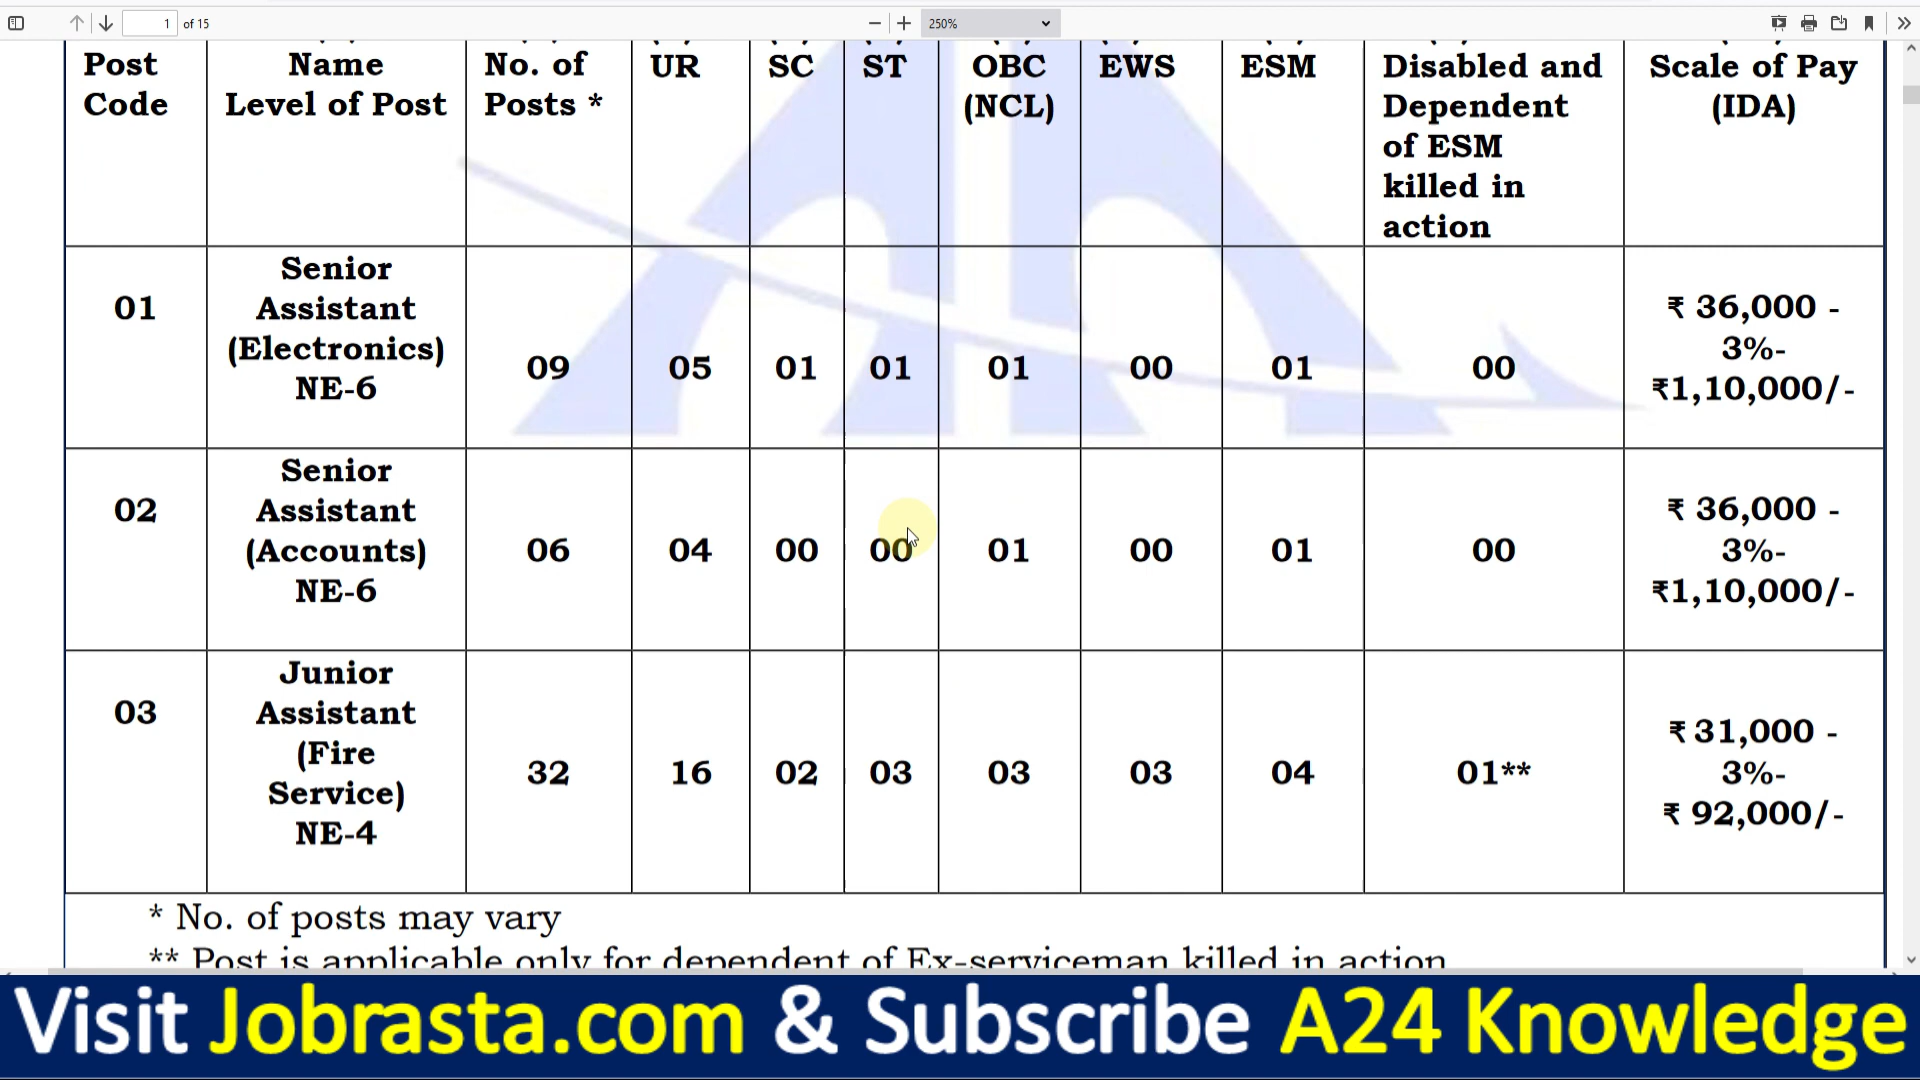 1 of 15
250%
Post Code
Name
Level of Post
No. of
Posts *
UR
SC
ST
OBC
(NCL)
EWS
ESM
Disabled and
Dependent
of ESM
killed in
action
Scale of Pay
(IDA)
01
Senior
Assistant
(Electronics)
NE-6
09
05
01
01
01
00
01
00
₹ 36,000 -
3%-
₹1,10,000/-
02
Senior
Assistant
(Accounts)
NE-6
06
04
00
00
01
00
01
00
₹ 36,000 -
3%-
₹1,10,000/-
03
Junior
Assistant
(Fire
Service)
NE-4
32
16
02
03
03
03
04
01**
₹ 31,000 -
3%-
₹ 92,000/-
* No. of posts may vary
** Post is applicable only for dependent of Ex-serviceman killed in action
Visit Jobrasta.com & Subscribe A24 Knowledge